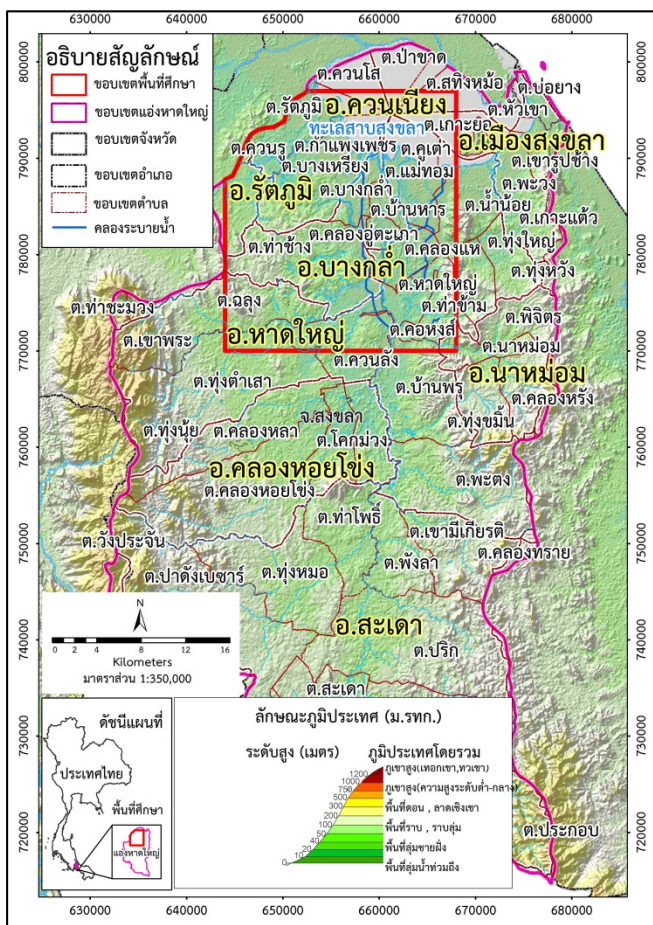 630000 640000 650000 660000 670000 680000
อธิบายสัญลักษณ์
ขอบเขตพื้นที่ศึกษา
ขอบเขตแอ่งหาดใหญ่
ขอบเขตจังหวัด
ขอบเขตอำเภอ
ขอบเขตตำบล
คลองระบายน้ำ
ต.ป่าขาด
ต.ควนโส
ต.สทิงหม้อ
ต.บ่อยาง
ต.รัตภูมิ
อ.ควนเนียง
ต.หัวเขา
ทะเลสาบสงขลา
ต.เกาะยอ
อ.เมืองสงขลา
ต.ควนรู
ต.กำแพงเพชร
ต.คูเต่า
ต.เขารูปช้าง
ต.บางเหรียง
ต.แม่ทอม
ต.พะวง
อ.รัตภูมิ
ต.บางกล่ำ
ต.น้ำน้อย
ต.บ้านหาร
ต.เกาะแต้ว
ต.ท่าช้าง
ต.คลองอู่ตะเภา
ต.คลองแห
ต.ทุ่งใหญ่
อ.บางกล่ำ
ต.ทุ่งหวัง
ต.หาดใหญ่
ต.ท่าชะมวง
ต.ฉลุง
ต.ท่าข้าม
ต.พิจิตร
ต.เขาพระ
อ.หาดใหญ่
ต.คอหงส์
ต.นาหม่อม
ต.ควนลัง
อ.นาหม่อม
ต.ทุ่งตำเสา
ต.บ้านพรุ
ต.คลองหรัง
ต.ทุ่งนุ้ย
ต.คลองหลา
จ.สงขลา
ต.ทุ่งขมิ้น
ต.โคกม่วง
อ.คลองหอยโข่ง
ต.คลองหอยโข่ง
ต.พะตง
ต.ท่าโพธิ์
ต.เขามีเกียรติ
ต.วังประจัน
ต.คลองทราย
ต.ปาดังเบซาร์
ต.ทุ่งหมอ
ต.พังลา
อ.สะเดา
ต.ปริก
ต.สะเดา
ต.ประกอบ
N
0 2 4 8 12 16
Kilometers
มาตราส่วน 1:350,000
ดัชนีแผนที่
ประเทศไทย
พื้นที่ศึกษา
แอ่งหาดใหญ่
ลักษณะภูมิประเทศ (ม.รทก.)
ระดับสูง (เมตร) ภูมิประเทศโดยรวม
1200 ภูเขาสูง(เทือกเขา,ทิวเขา)
1000
750 ภูเขาสูง(ความสูงระดับต่ำ-กลาง)
500
300 พื้นที่ดอน , ลาดเชิงเขา
200
100 พื้นที่ราบ , ราบลุ่ม
50
40
20 พื้นที่ลุ่มชายฝั่ง
10
0 พื้นที่ลุ่มน้ำท่วมถึง
800000 800000
790000 790000
780000 780000
770000 770000
760000 760000
750000 750000
740000 740000
730000 730000
720000 720000
630000 640000 650000 660000 670000 680000